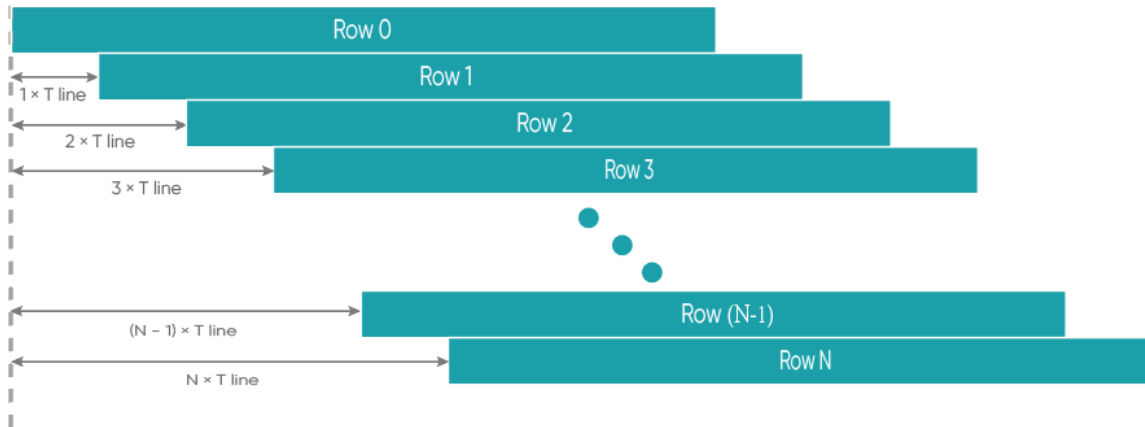 Row 0
Row 1
1 × T line
Row 2
2 × T line
Row 3
3 × T line
Row (N-1)
(N – 1) × T line
Row N
N × T line